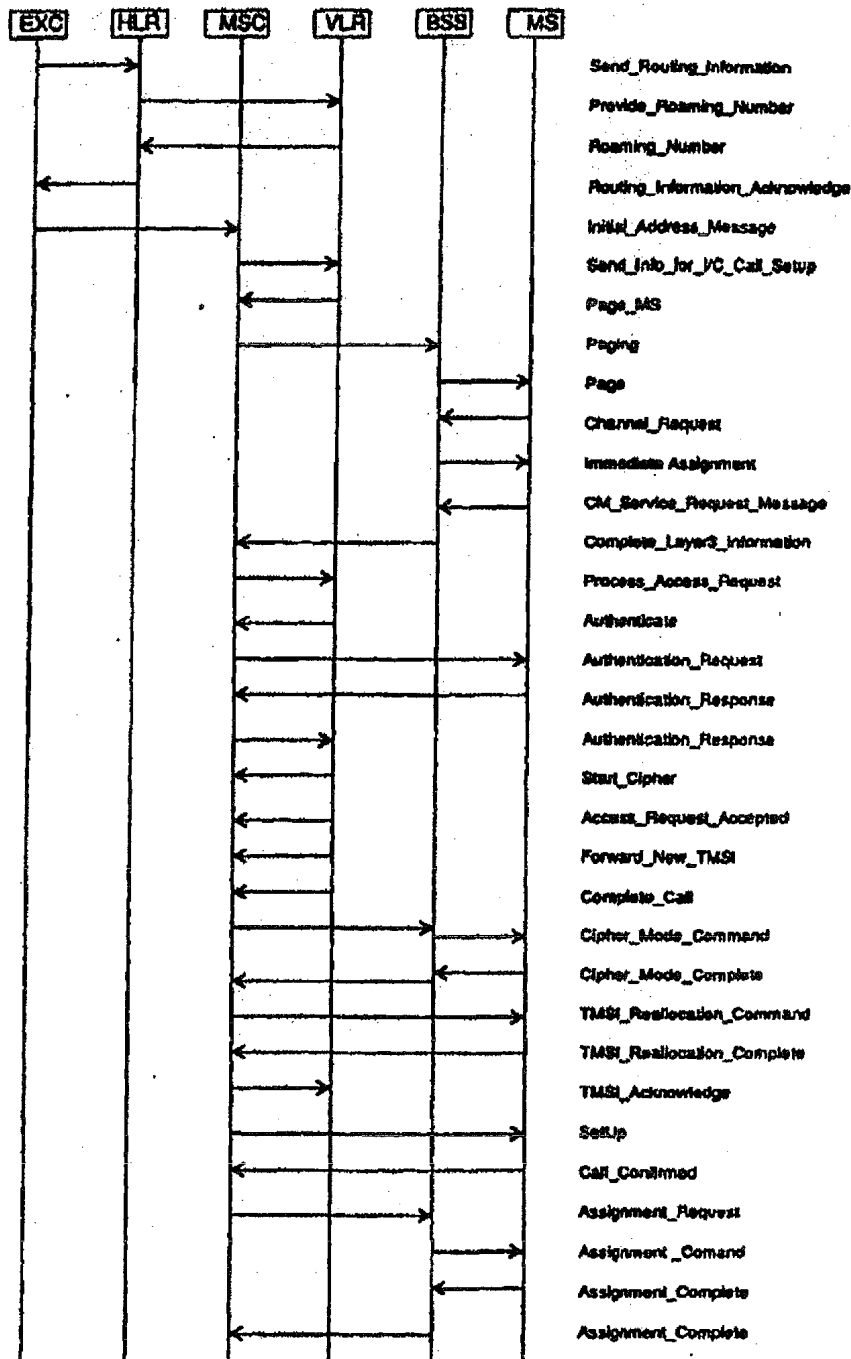 EXC HLR MSC VLR BSS MS
Send_Routing_Information
Provide_Roaming_Number
Roaming_Number
Routing_Information_Acknowledge
Initial_Address_Message
Send_Info_for_I/C_Call_Setup
Page_MS
Paging
Page
Channel_Request
Immediate Assignment
CM_Service_Request_Message
Complete_Layer3_Information
Process_Access_Request
Authenticate
Authentication_Request
Authentication_Response
Authentication_Response
Start_Cipher
Access_Request_Accepted
Forward_New_TMSI
Complete_Call
Cipher_Mode_Command
Cipher_Mode_Complete
TMSI_Reallocation_Command
TMSI_Reallocation_Complete
TMSI_Acknowledge
SetUp
Call_Confirmed
Assignment_Request
Assignment _Comand
Assignment_Complete
Assignment_Complete